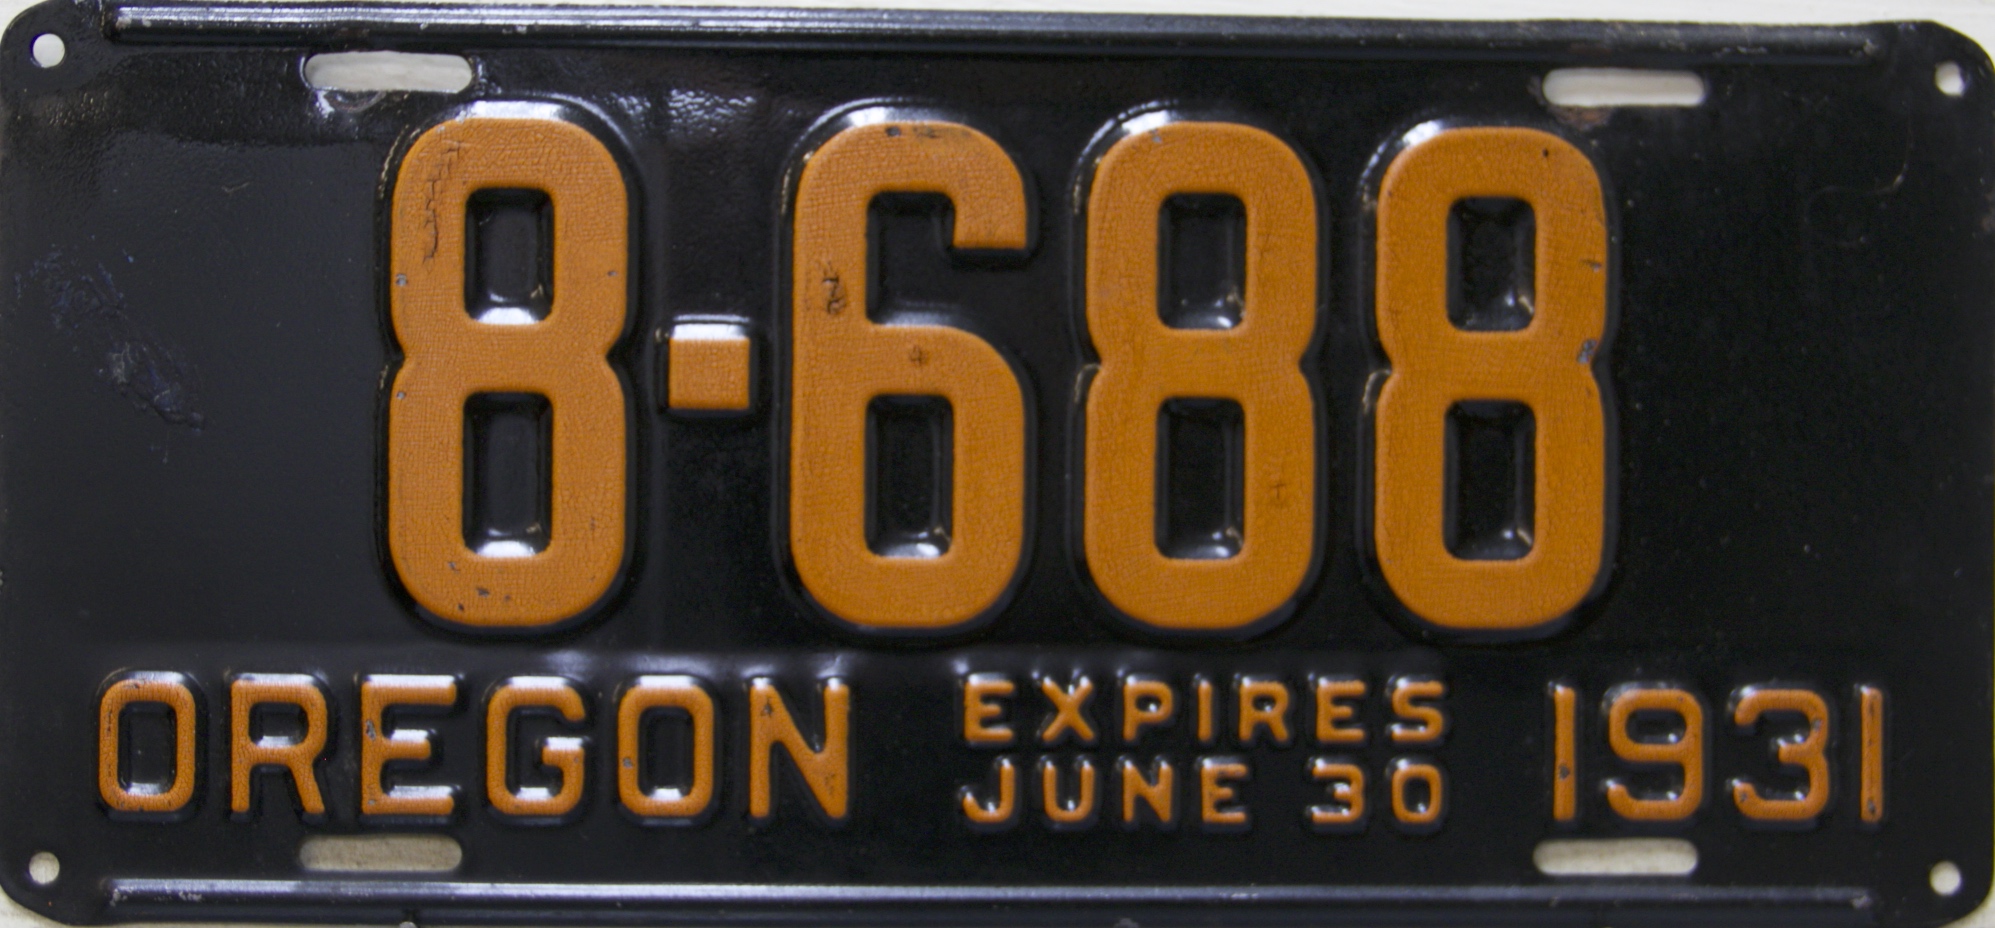 8-688
OREGON EXPIRES JUNE 30 1931